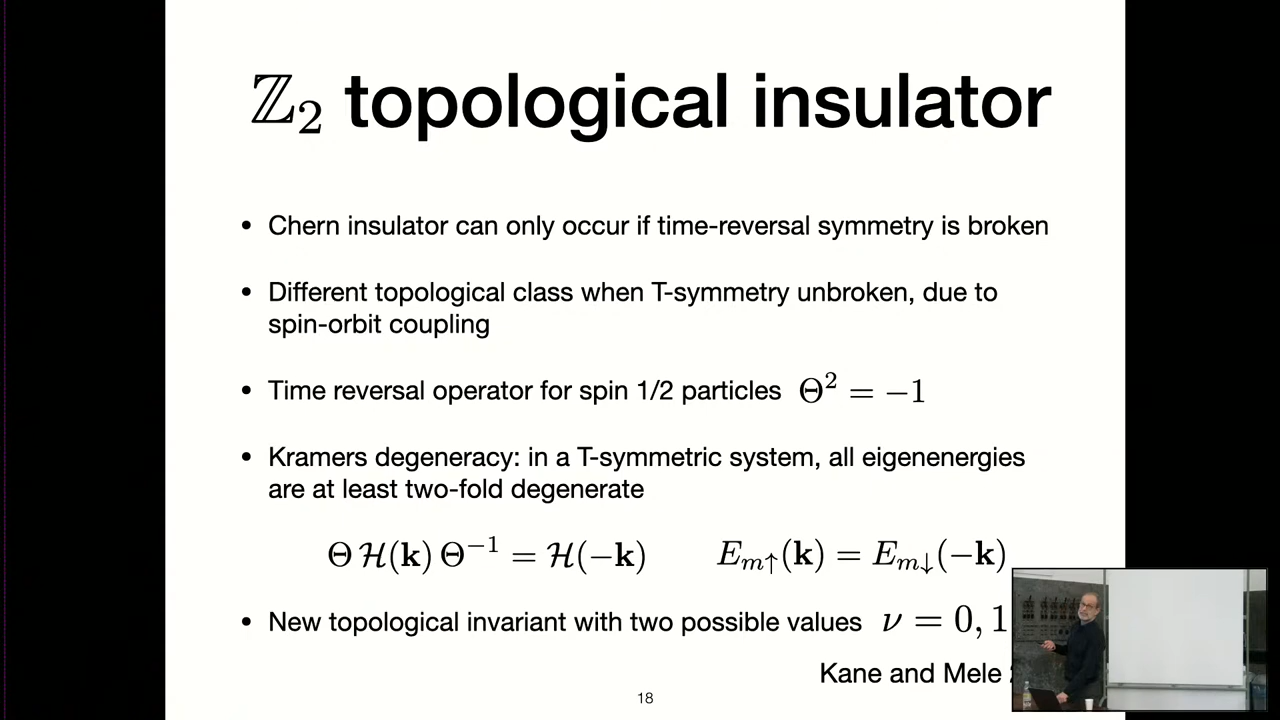 ℤ₂ topological insulator
• Chern insulator can only occur if time-reversal symmetry is broken
• Different topological class when T-symmetry unbroken, due to
spin-orbit coupling
• Time reversal operator for spin 1/2 particles Θ² = −1
• Kramers degeneracy: in a T-symmetric system, all eigenenergies
are at least two-fold degenerate
Θ ℋ(𝐤) Θ⁻¹ = ℋ(−𝐤) E_{m↑}(𝐤) = E_{m↓}(−𝐤)
• New topological invariant with two possible values ν = 0, 1
Kane and Mele
18